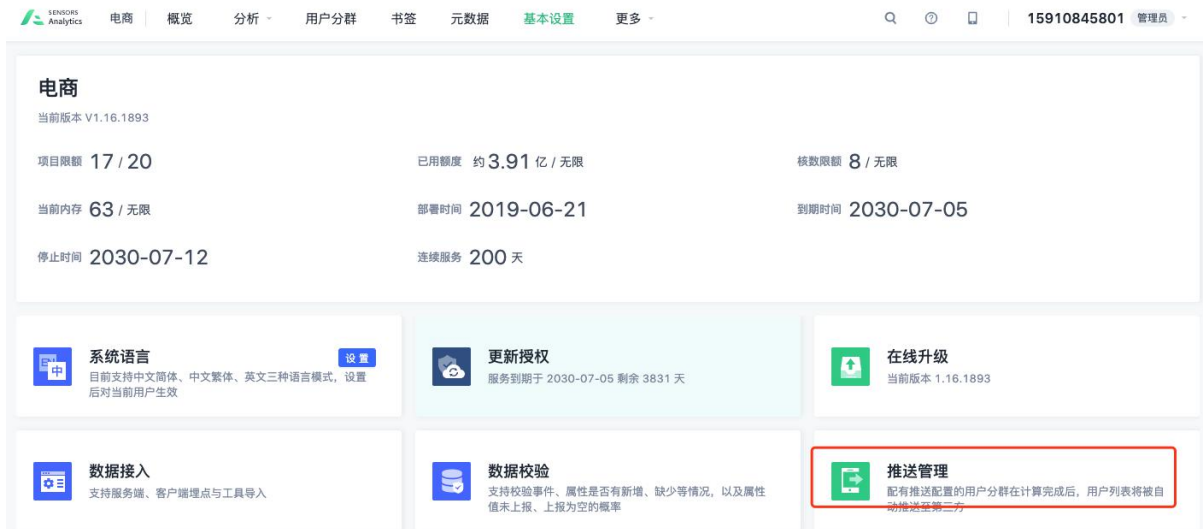 SENSORS
Analytics 电商 概览 分析 用户分群 书签 元数据 基本设置 更多 15910845801 管理员
电商
当前版本 V1.16.1893
项目限额 17 / 20 已用额度 约 3.91 亿 / 无限 核数限额 8 / 无限
当前内存 63 / 无限 部署时间 2019-06-21 到期时间 2030-07-05
停止时间 2030-07-12 连续服务 200 天
系统语言 设置
目前支持中文简体、中文繁体、英文三种语言模式，设置
后对当前用户生效
更新授权
服务到期于 2030-07-05 剩余 3831 天
在线升级
当前版本 1.16.1893
数据接入
支持服务端、客户端埋点与工具导入
数据校验
支持校验事件、属性是否有新增、缺少等情况，以及属性
值未上报、上报为空的概率
推送管理
配有推送配置的用户分群在计算完成后，用户列表将被自
动推送至第三方